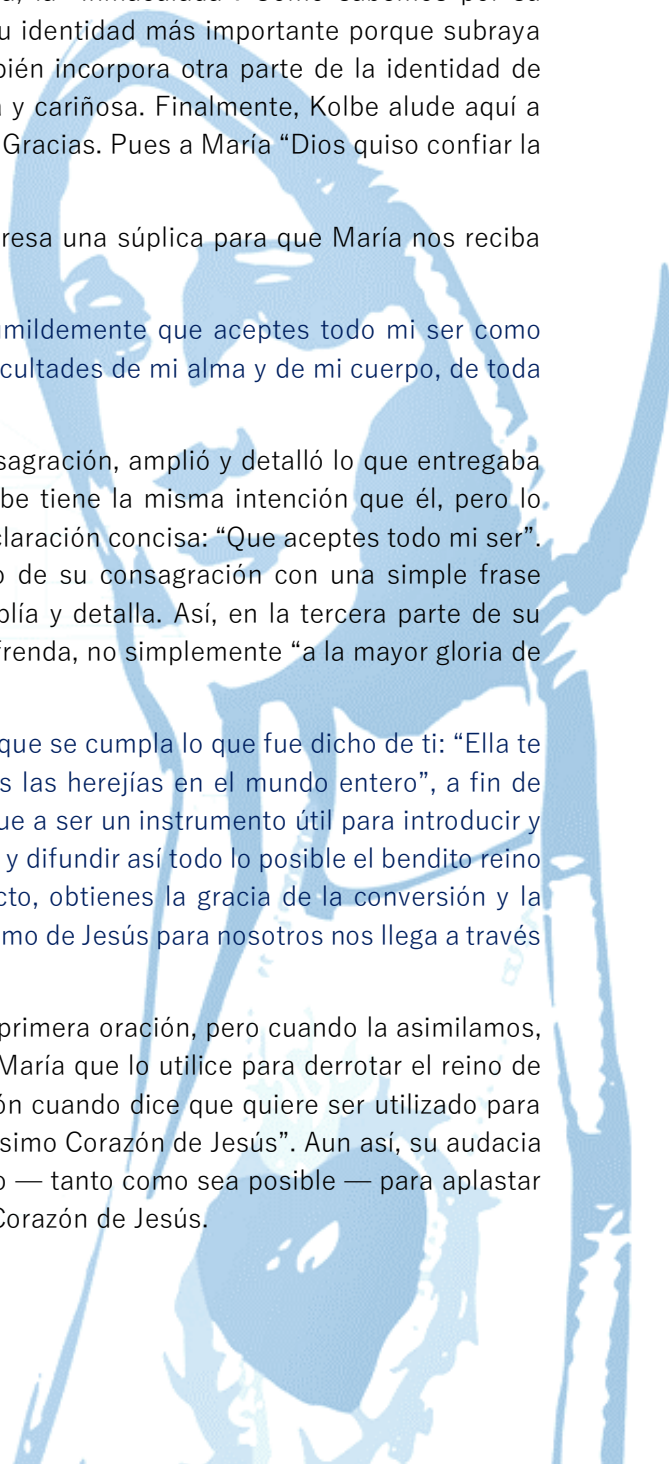 u identidad más importante porque subraya
bién incorpora otra parte de la identidad de
a y cariñosa. Finalmente, Kolbe alude aquí a
Gracias. Pues a María “Dios quiso confiar la
resa una súplica para que María nos reciba
umildemente que aceptes todo mi ser como
cultades de mi alma y de mi cuerpo, de toda
sagración, amplió y detalló lo que entregaba
be tiene la misma intención que él, pero lo
claración concisa: “Que aceptes todo mi ser”.
o de su consagración con una simple frase
plía y detalla. Así, en la tercera parte de su
frenda, no simplemente “a la mayor gloria de
que se cumpla lo que fue dicho de ti: “Ella te
s las herejías en el mundo entero”, a fin de
ue a ser un instrumento útil para introducir y
y difundir así todo lo posible el bendito reino
cto, obtienes la gracia de la conversión y la
mo de Jesús para nosotros nos llega a través
primera oración, pero cuando la asimilamos,
María que lo utilice para derrotar el reino de
ón cuando dice que quiere ser utilizado para
simo Corazón de Jesús”. Aun así, su audacia
o — tanto como sea posible — para aplastar
Corazón de Jesús.